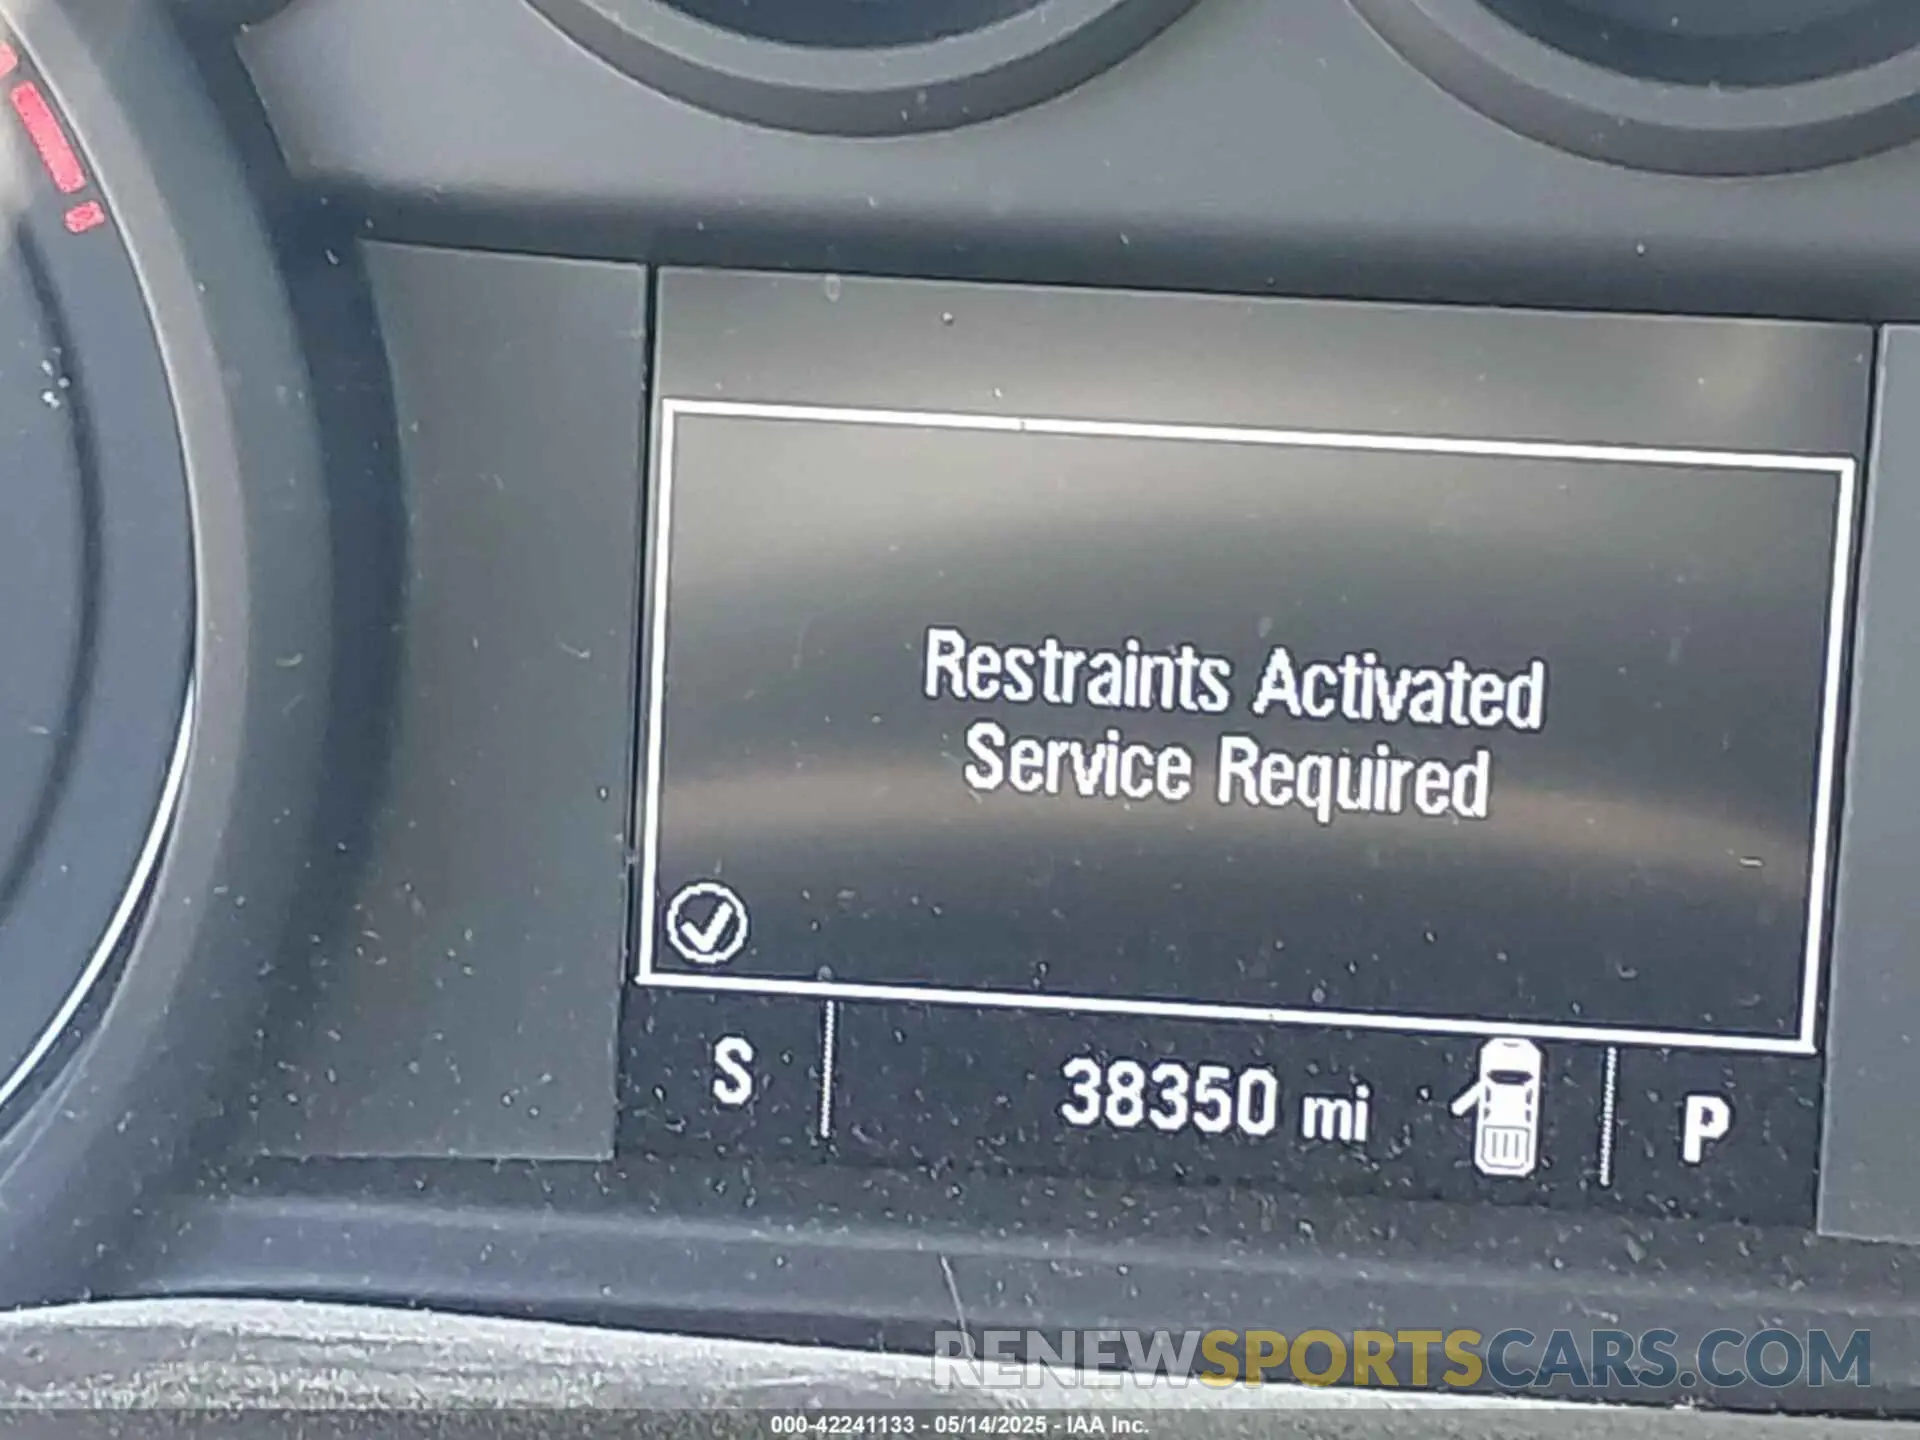 Restraints Activated
Service Required
S 38350 mi P
RENEWSPORTSCARS.COM
000-42241133 - 05/14/2025 - IAA Inc.